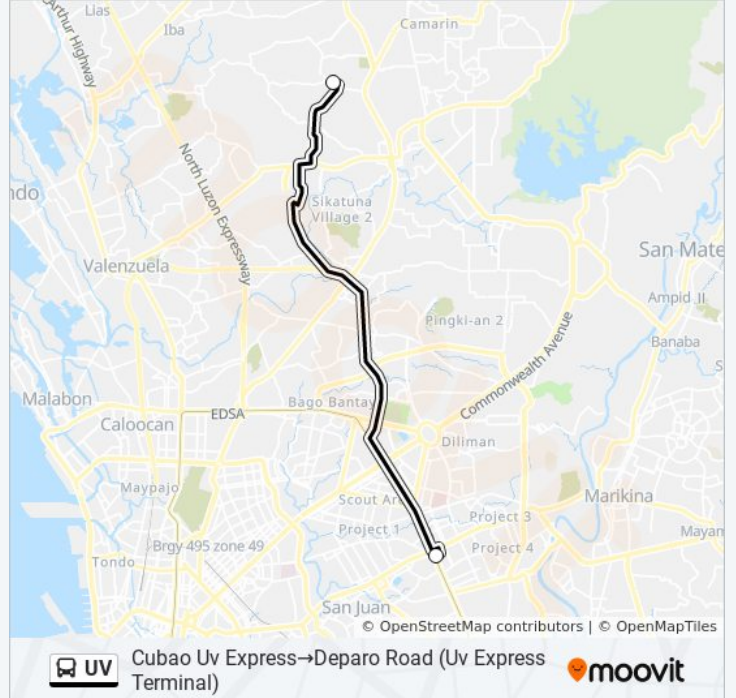 Lias
Camarin
Arthur Highway
Iba
North Luzon Expressway
ndo
Sikatuna
Village 2
San Mate
Valenzuela
Ampid II
Pingki-an 2
Banaba
S
Commonwealth Avenue
Malabon
Bago Bantay
EDSA
Caloocan
Diliman
Maypajo
Scout Are
Marikina
Project 3
Project 1
Mayam
Brgy 495 zone 49
Project 4
Tondo
San Juan
© OpenStreetMap contributors | © OpenMapTiles
UV
Cubao Uv Express→Deparo Road (Uv Express
Terminal)
moovit